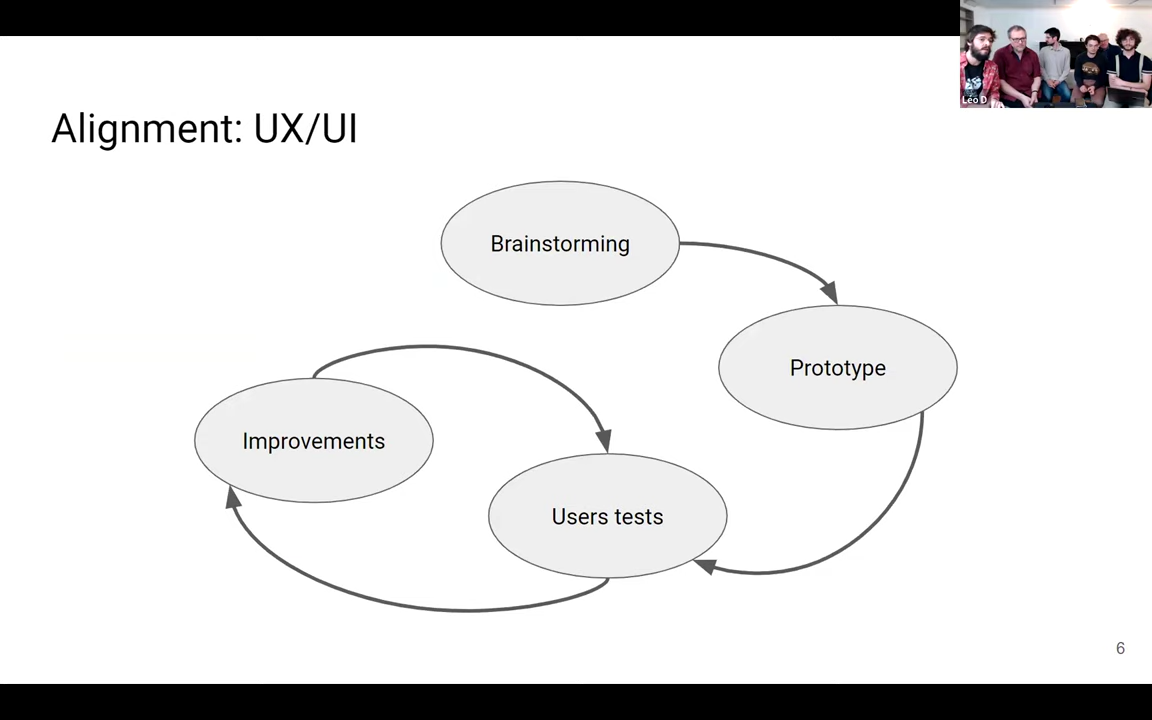 Léo D
Alignment: UX/UI
Brainstorming
Prototype
Improvements
Users tests
6